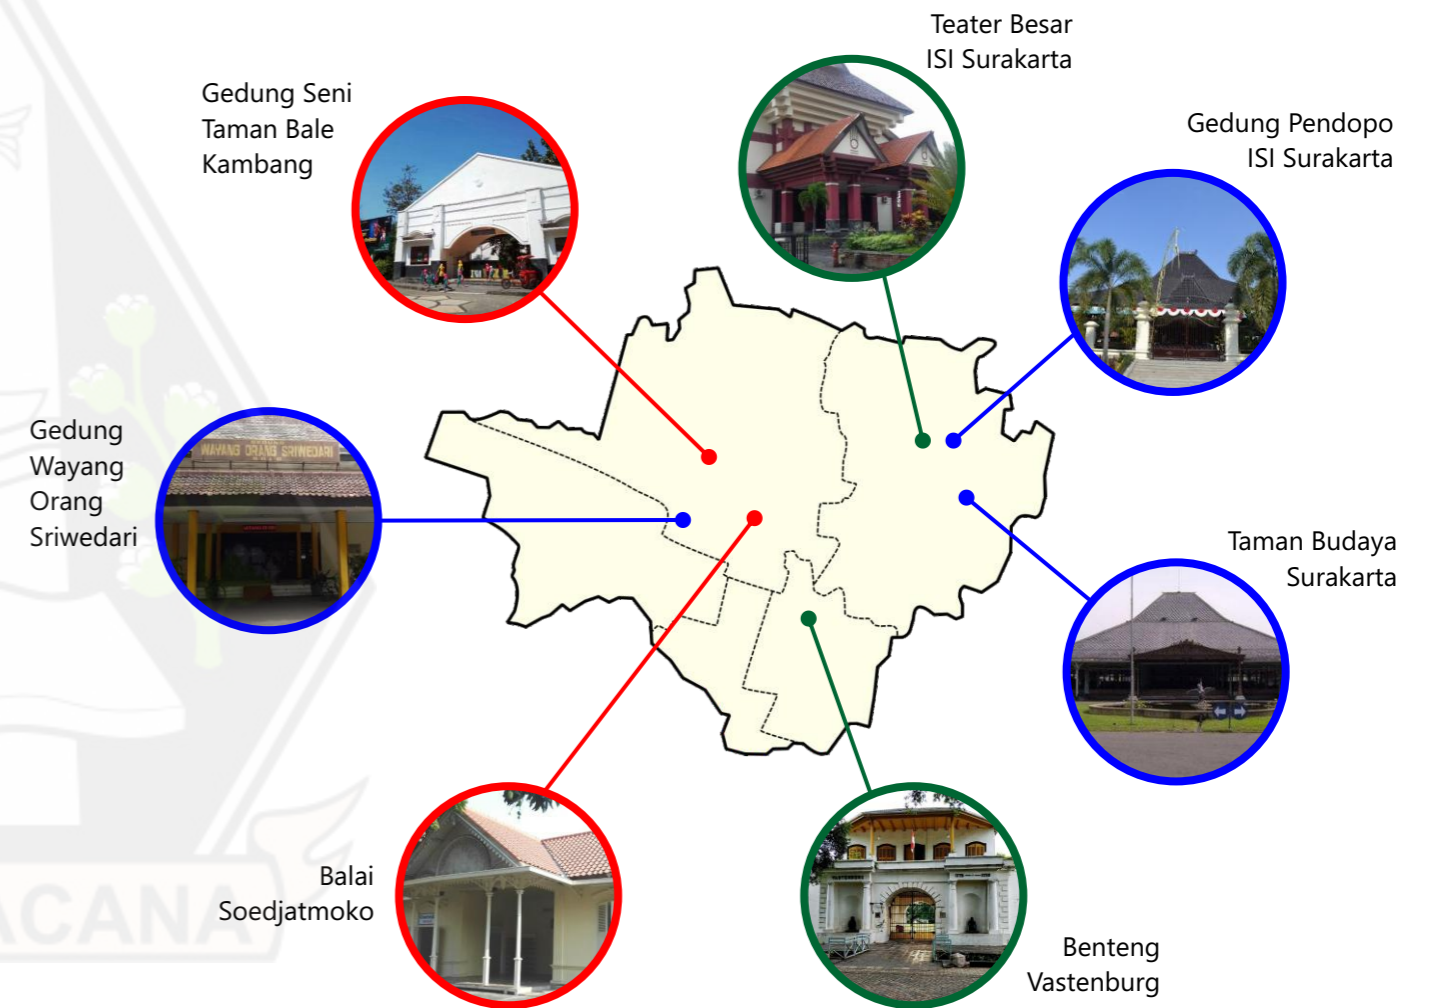 Teater Besar
ISI Surakarta
Gedung Seni
Taman Bale
Kambang
Gedung Pendopo
ISI Surakarta
Gedung
Wayang
Orang
Sriwedari
WAYANG ORANG SRIWEDARI
Taman Budaya
Surakarta
Balai
Soedjatmoko
Benteng
Vastenburg
ACANA